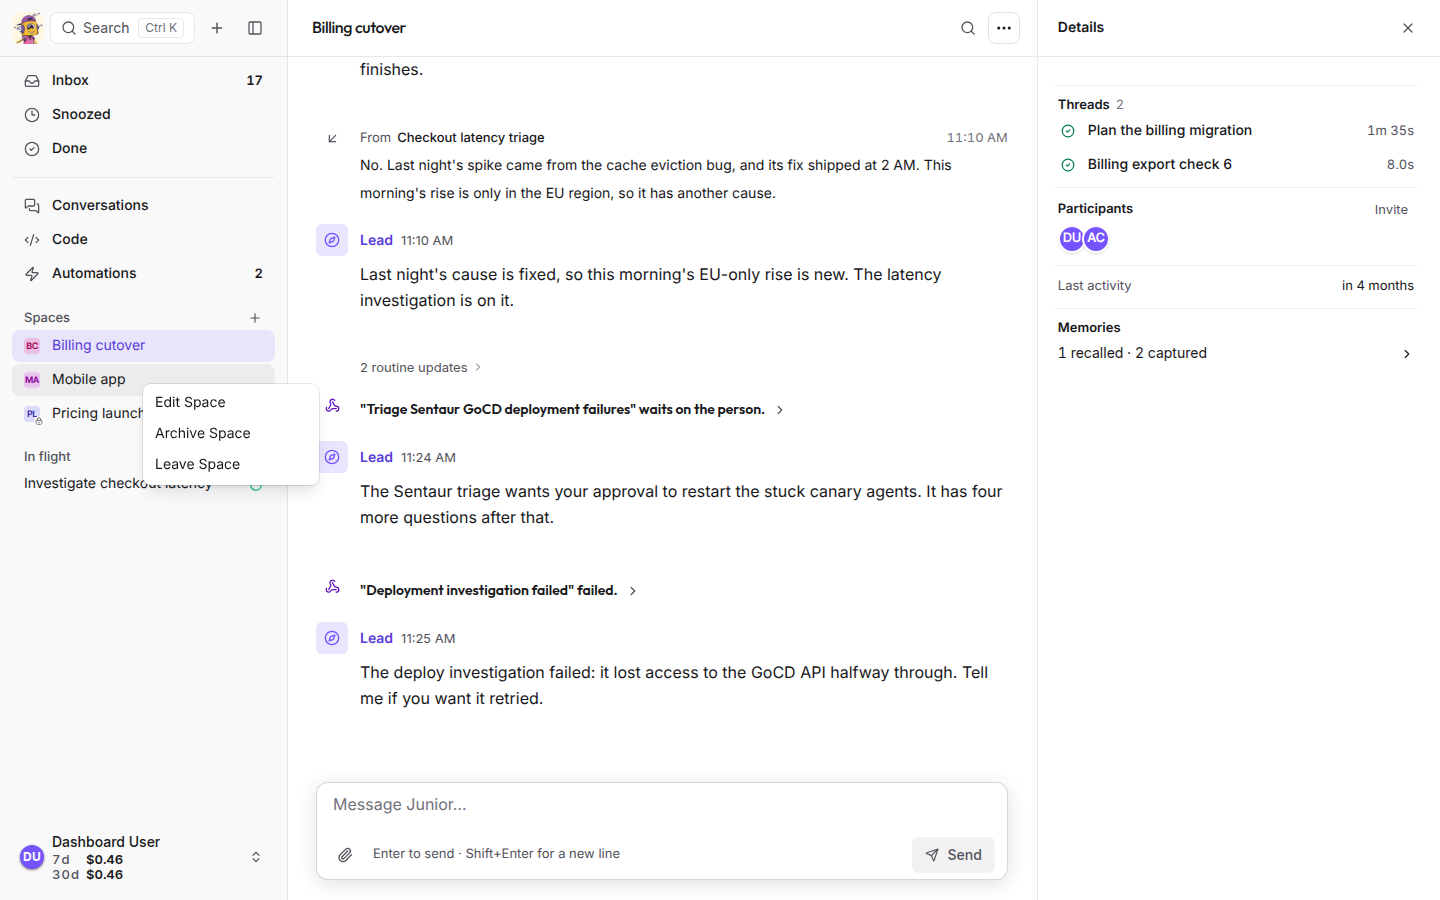 Search Ctrl K
Inbox 17
Snoozed
Done
Conversations
Code
Automations 2
Spaces
BC Billing cutover
MA Mobile app
PL Pricing launch
Edit Space
Archive Space
Leave Space
In flight
Investigate checkout latency
DU Dashboard User
7d $0.46
30d $0.46
Billing cutover
finishes.
From Checkout latency triage 11:10 AM
No. Last night's spike came from the cache eviction bug, and its fix shipped at 2 AM. This
morning's rise is only in the EU region, so it has another cause.
Lead 11:10 AM
Last night's cause is fixed, so this morning's EU-only rise is new. The latency
investigation is on it.
2 routine updates
"Triage Sentaur GoCD deployment failures" waits on the person.
Lead 11:24 AM
The Sentaur triage wants your approval to restart the stuck canary agents. It has four
more questions after that.
"Deployment investigation failed" failed.
Lead 11:25 AM
The deploy investigation failed: it lost access to the GoCD API halfway through. Tell
me if you want it retried.
Message Junior...
Enter to send · Shift+Enter for a new line
Send
Details
Threads 2
Plan the billing migration 1m 35s
Billing export check 6 8.0s
Participants Invite
DU AC
Last activity in 4 months
Memories
1 recalled · 2 captured